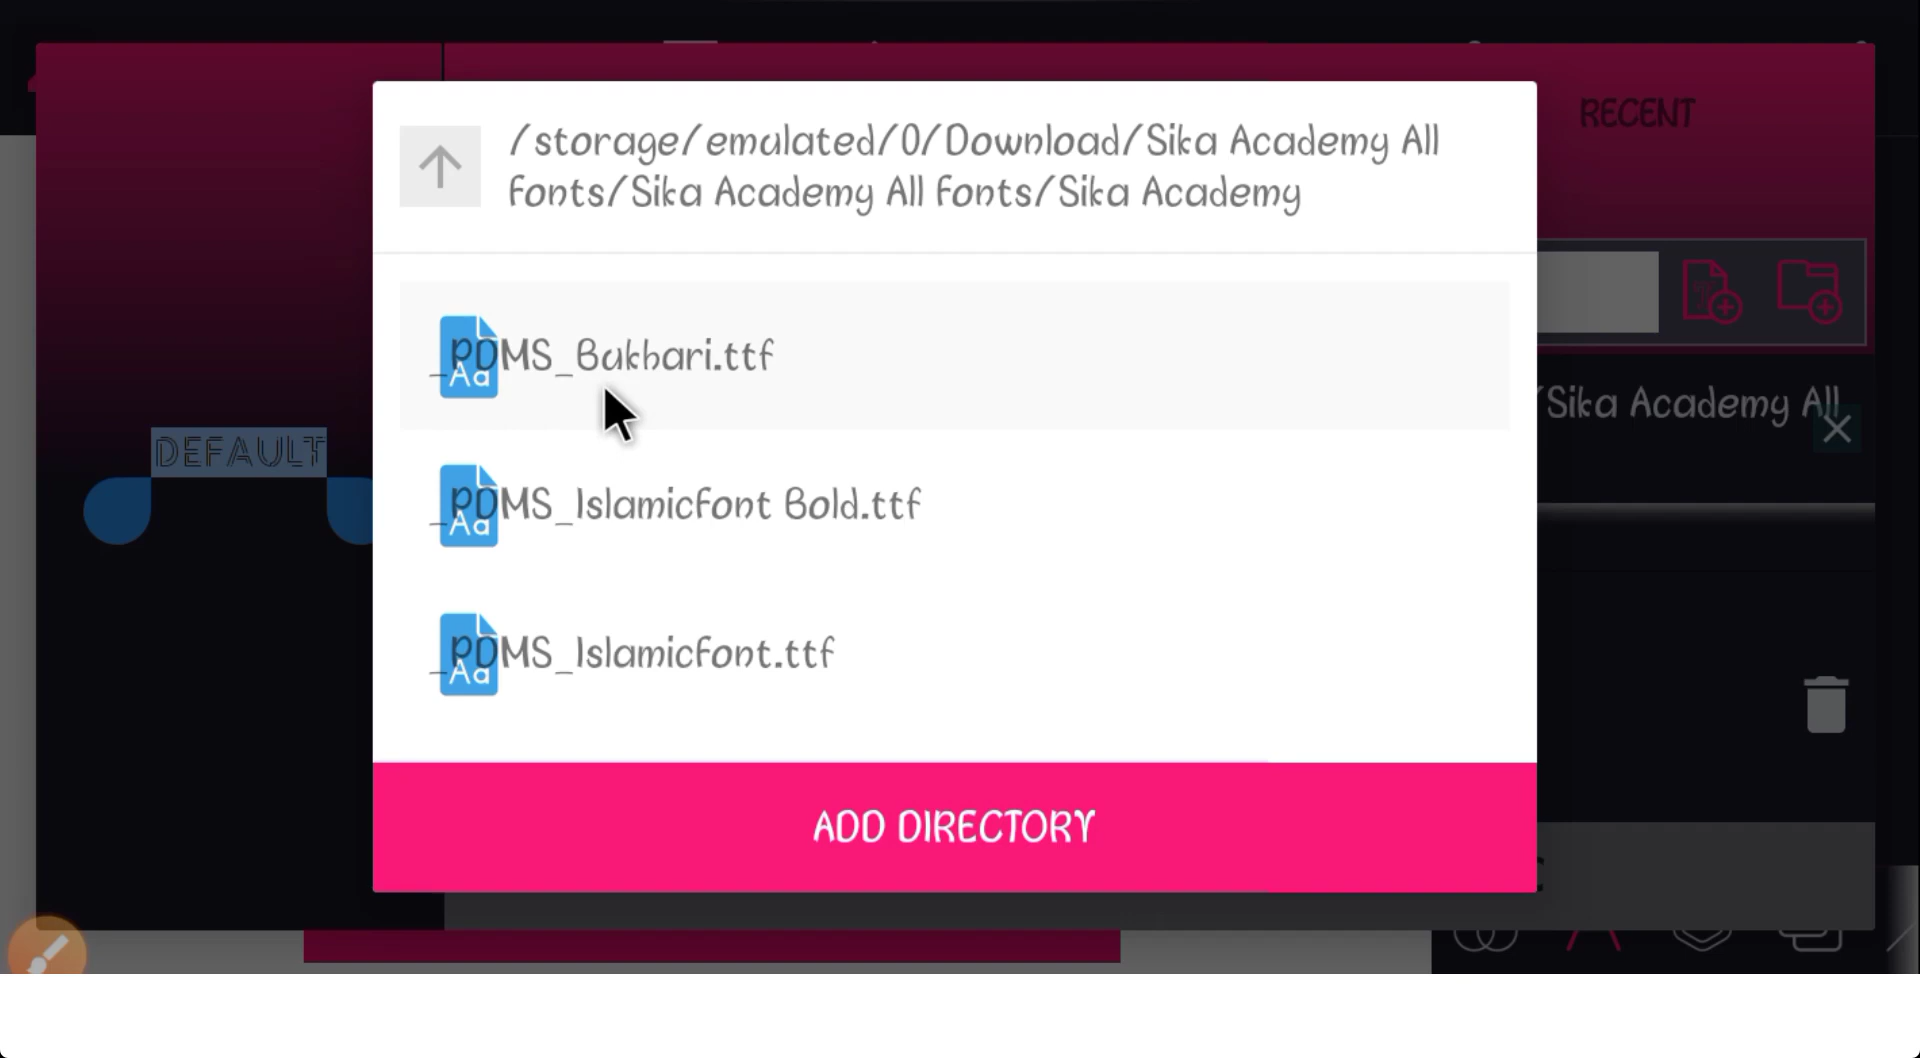 RECENT
/storage/emulated/0/Download/Sika Academy All
Fonts/Sika Academy All Fonts/Sika Academy
_PDMS_Bukhari.ttf
/Sika Academy All
DEFAULT
_PDMS_IslamicFont Bold.ttf
_PDMS_IslamicFont.ttf
ADD DIRECTORY